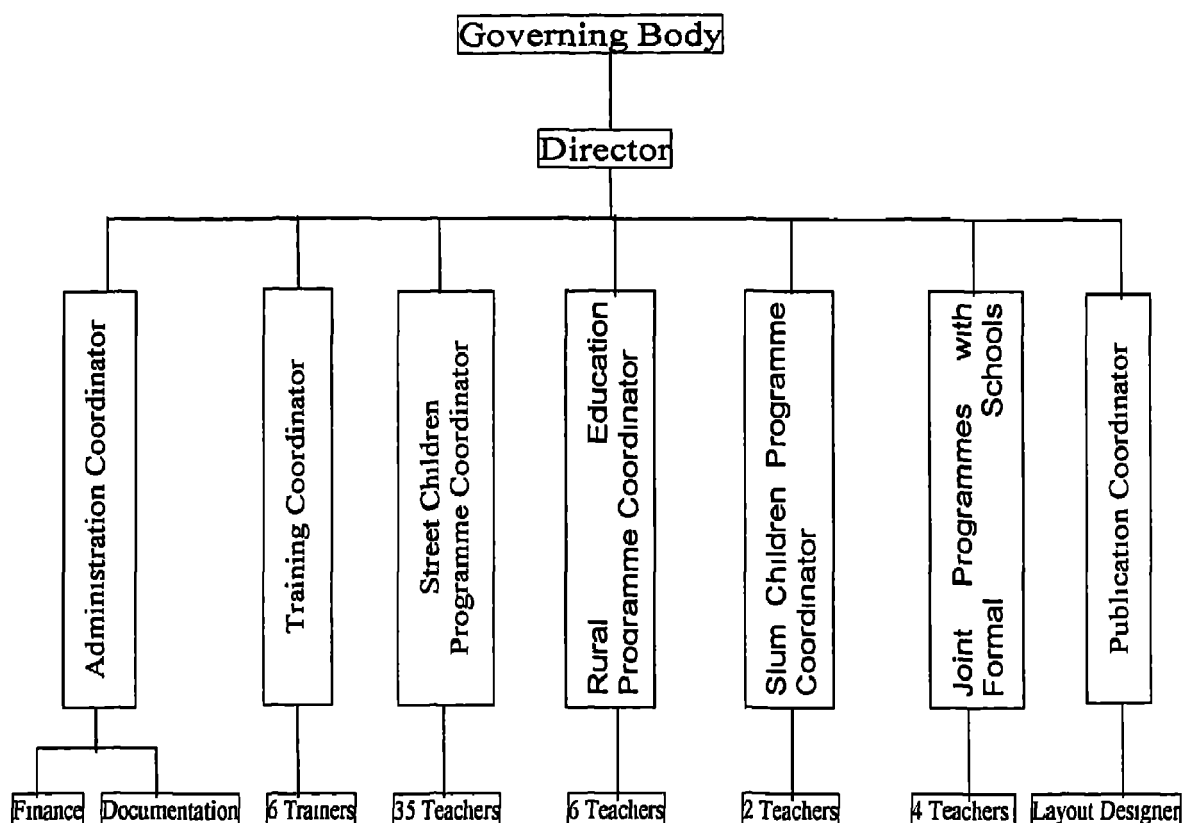 Governing Body
Director
Administration Coordinator
Training Coordinator
Street Children
Programme Coordinator
Rural Education
Programme Coordinator
Slum Children Programme
Coordinator
Joint Programmes with
Formal Schools
Publication Coordinator
Finance
Documentation
6 Trainers
35 Teachers
6 Teachers
2 Teachers
4 Teachers
Layout Designer